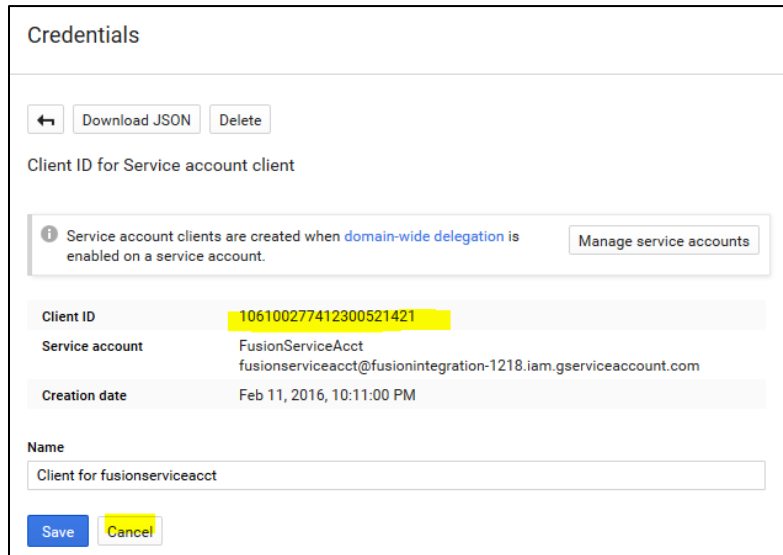 Credentials
Download JSON Delete
Client ID for Service account client
Service account clients are created when domain-wide delegation is
enabled on a service account.
Manage service accounts
Client ID 106100277412300521421
Service account FusionServiceAcct
fusionserviceacct@fusionintegration-1218.iam.gserviceaccount.com
Creation date Feb 11, 2016, 10:11:00 PM
Name
Client for fusionserviceacct
Save Cancel